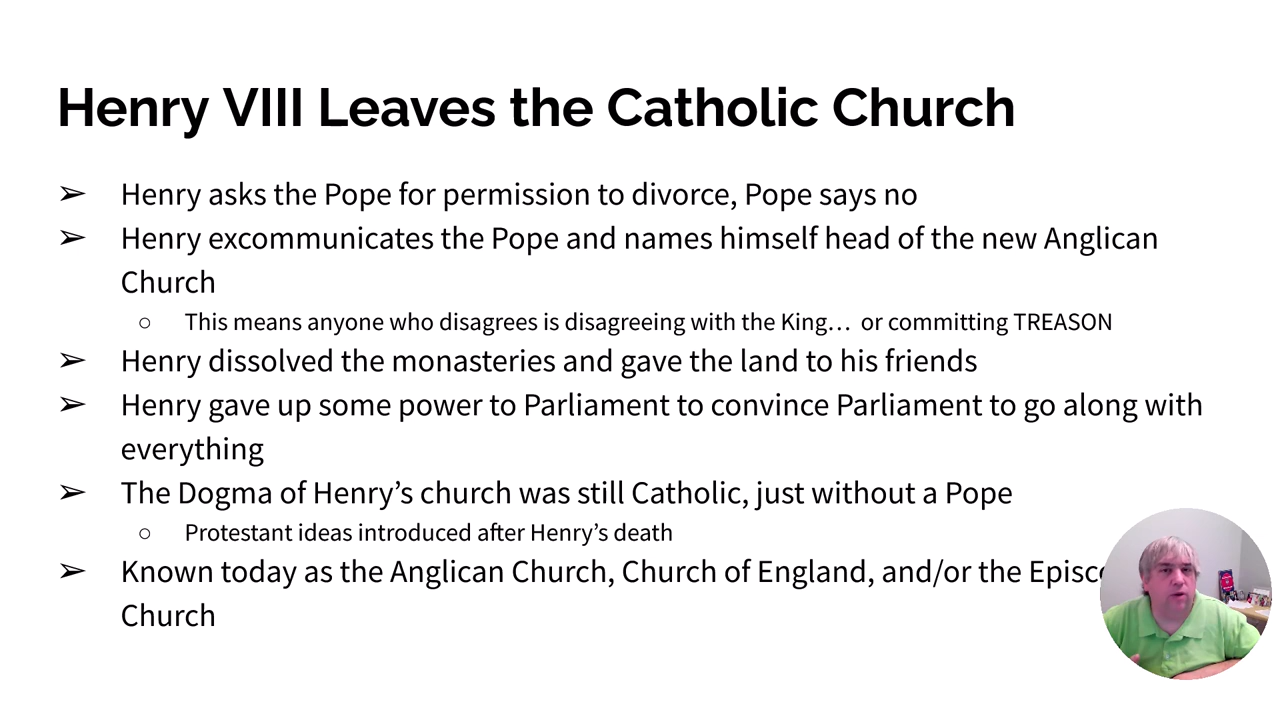 Henry VIII Leaves the Catholic Church
➢ Henry asks the Pope for permission to divorce, Pope says no
➢ Henry excommunicates the Pope and names himself head of the new Anglican
Church
○ This means anyone who disagrees is disagreeing with the King… or committing TREASON
➢ Henry dissolved the monasteries and gave the land to his friends
➢ Henry gave up some power to Parliament to convince Parliament to go along with
everything
➢ The Dogma of Henry’s church was still Catholic, just without a Pope
○ Protestant ideas introduced after Henry’s death
➢ Known today as the Anglican Church, Church of England, and/or the
Church